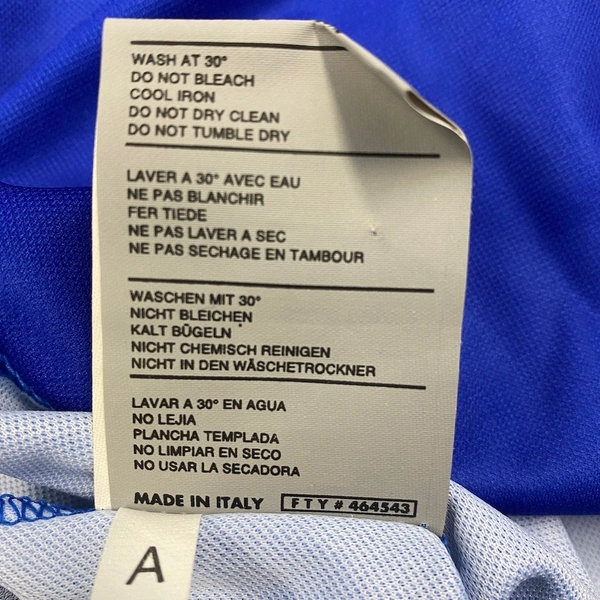 WASH AT 30°
DO NOT BLEACH
COOL IRON
DO NOT DRY CLEAN
DO NOT TUMBLE DRY
LAVER A 30° AVEC EAU
NE PAS BLANCHIR
FER TIEDE
NE PAS LAVER A SEC
NE PAS SECHAGE EN TAMBOUR
WASCHEN MIT 30°
NICHT BLEICHEN
KALT BÜGELN
NICHT CHEMISCH REINIGEN
NICHT IN DEN WÄSCHETROCKNER
LAVAR A 30° EN AGUA
NO LEJIA
PLANCHA TEMPLADA
NO LIMPIAR EN SECO
NO USAR LA SECADORA
MADE IN ITALY FTY # 464543
A